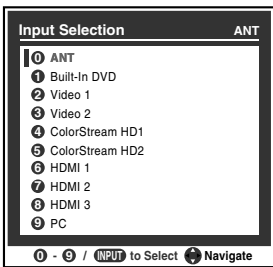 Input Selection ANT
0 ANT
1 Built-In DVD
2 Video 1
3 Video 2
4 ColorStream HD1
5 ColorStream HD2
6 HDMI 1
7 HDMI 2
8 HDMI 3
9 PC
0 - 9 / INPUT to Select Navigate